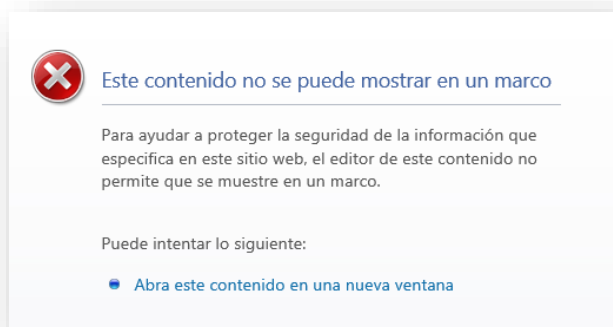 Este contenido no se puede mostrar en un marco
Para ayudar a proteger la seguridad de la información que
especifica en este sitio web, el editor de este contenido no
permite que se muestre en un marco.
Puede intentar lo siguiente:
Abra este contenido en una nueva ventana